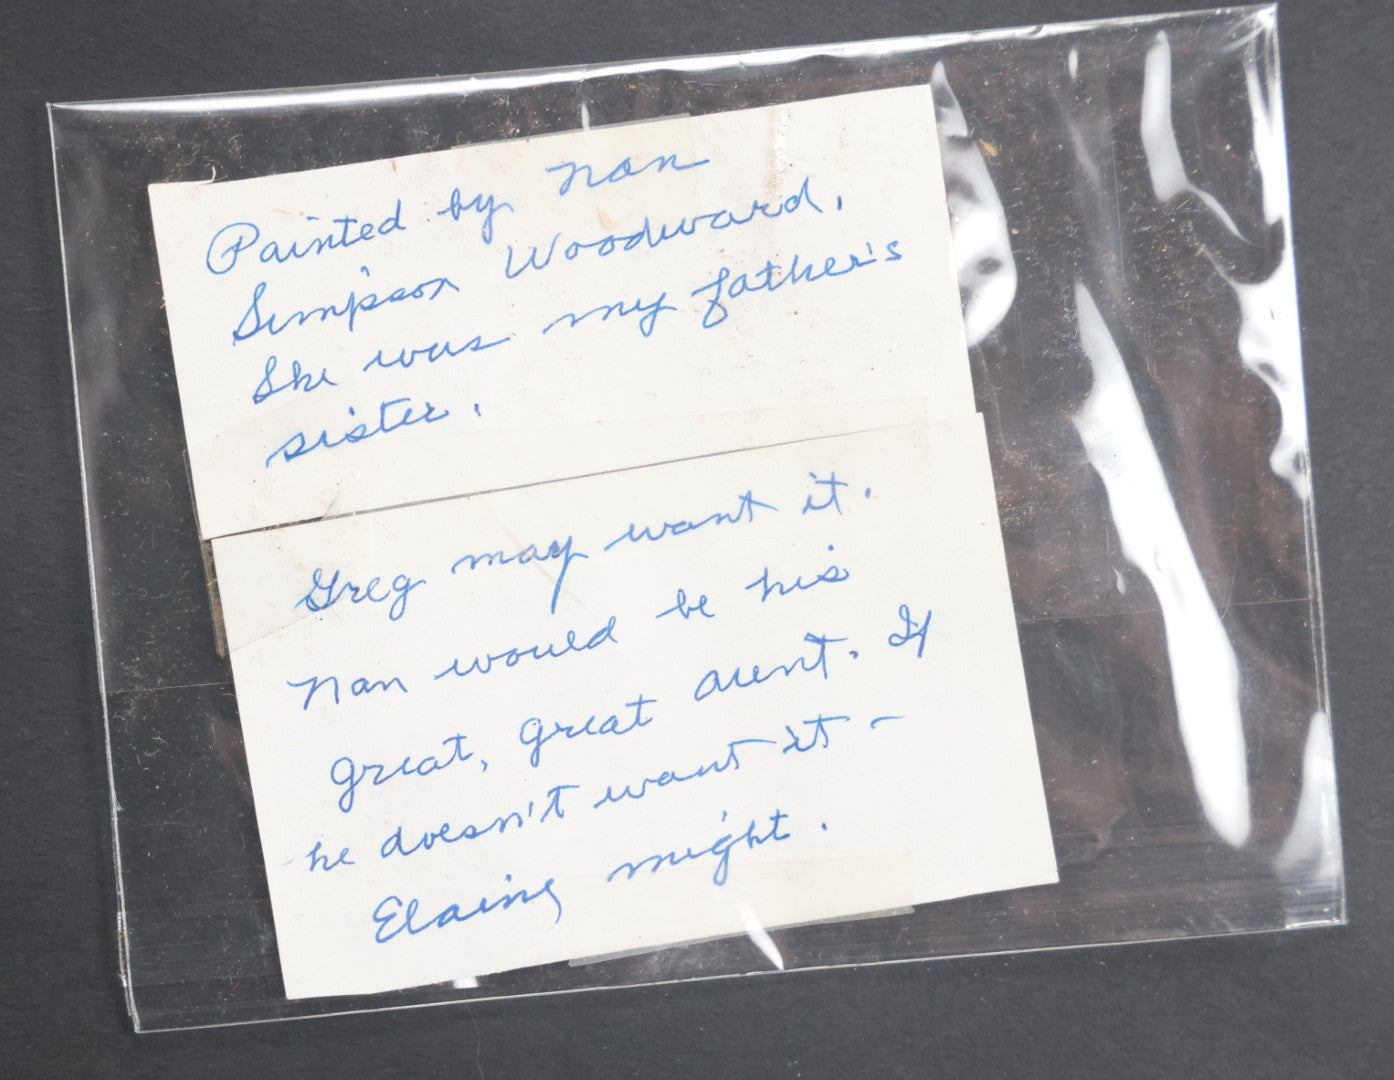 Painted by Nan
Simpson Woodward.
She was my father's
sister.
Greg may want it.
Nan would be his
great, great aunt. If
he doesn't want it –
Elaine might.